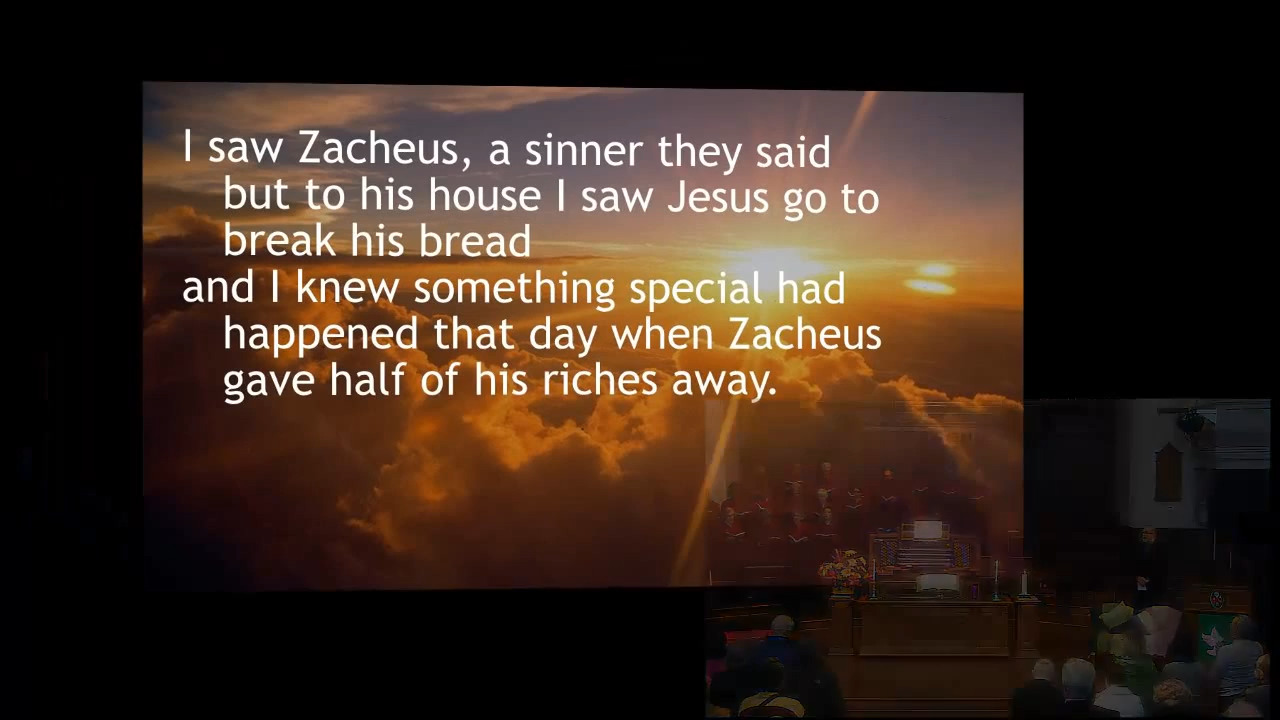 I saw Zacheus, a sinner they said
but to his house I saw Jesus go to
break his bread
and I knew something special had
happened that day when Zacheus
gave half of his riches away.